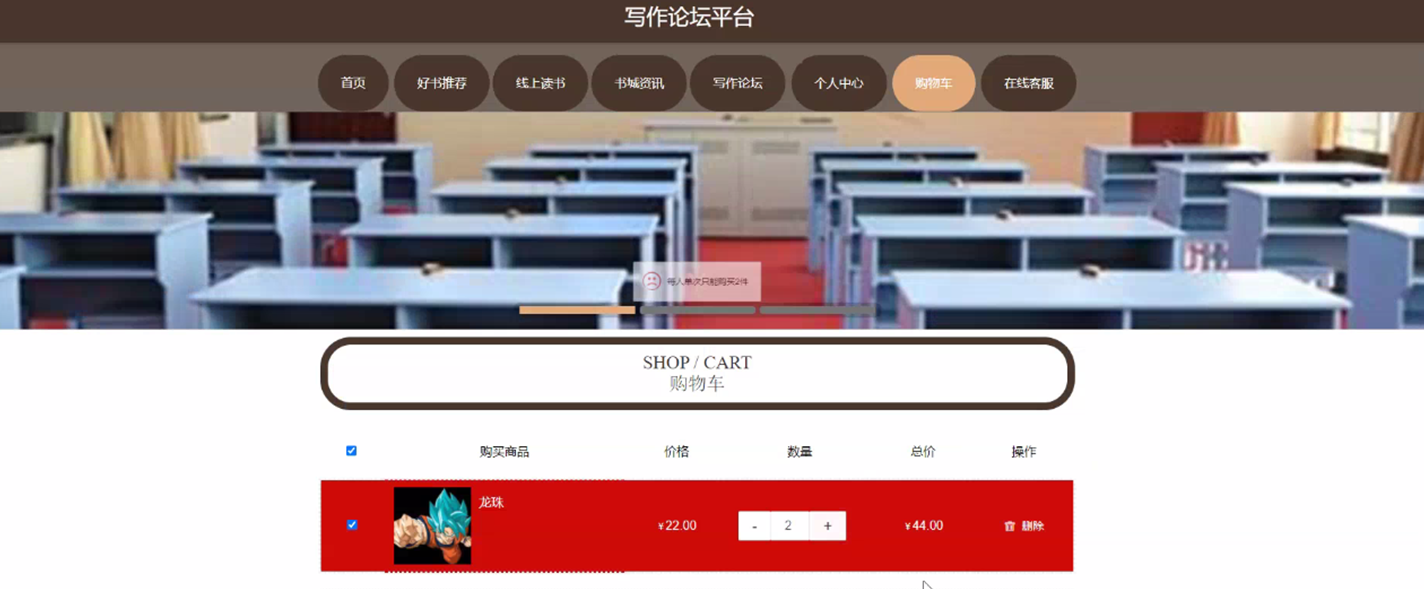 写作论坛平台
首页 好书推荐 线上读书 书城资讯 写作论坛 个人中心 购物车 在线客服
每人单次只能购买2件
SHOP / CART
购物车
购买商品 价格 数量 总价 操作
龙珠
¥22.00 - 2 + ¥44.00 删除